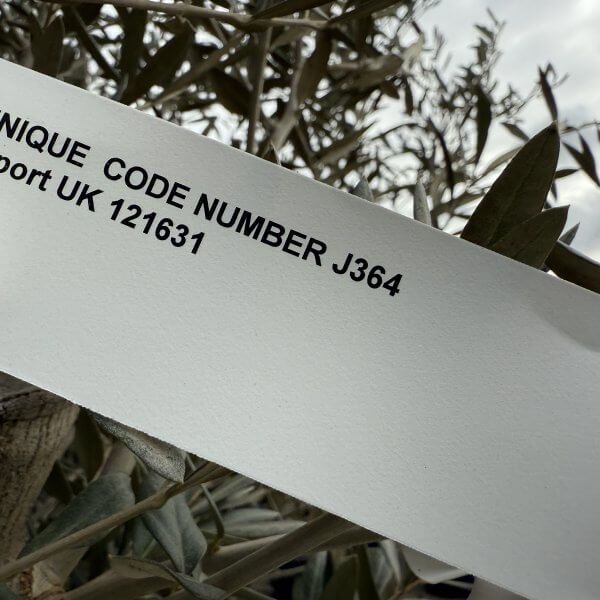 NIQUE CODE NUMBER J364
port UK 121631